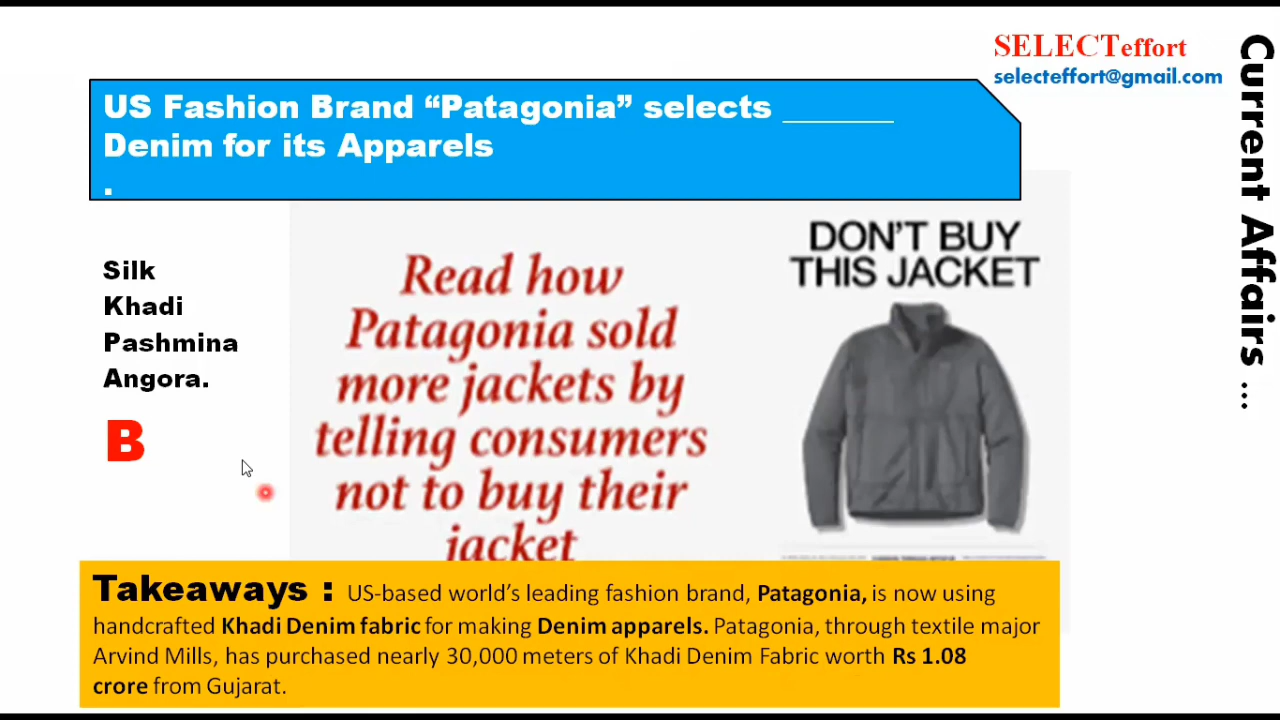 SELECTeffort
selecteffort@gmail.com
Current Affairs ...
US Fashion Brand “Patagonia” selects _______
Denim for its Apparels
.
Silk
Khadi
Pashmina
Angora.
B
Read how
Patagonia sold
more jackets by
telling consumers
not to buy their
jacket
DON'T BUY
THIS JACKET
Takeaways : US-based world's leading fashion brand, Patagonia, is now using
handcrafted Khadi Denim fabric for making Denim apparels. Patagonia, through textile major
Arvind Mills, has purchased nearly 30,000 meters of Khadi Denim Fabric worth Rs 1.08
crore from Gujarat.